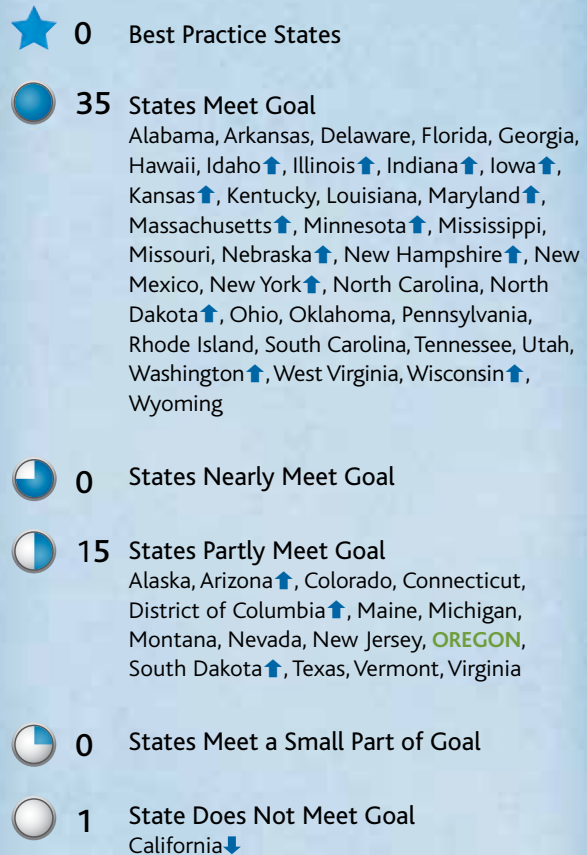 0 Best Practice States
35 States Meet Goal
Alabama, Arkansas, Delaware, Florida, Georgia,
Hawaii, Idaho⬆, Illinois⬆, Indiana⬆, Iowa⬆,
Kansas⬆, Kentucky, Louisiana, Maryland⬆,
Massachusetts⬆, Minnesota⬆, Mississippi,
Missouri, Nebraska⬆, New Hampshire⬆, New
Mexico, New York⬆, North Carolina, North
Dakota⬆, Ohio, Oklahoma, Pennsylvania,
Rhode Island, South Carolina, Tennessee, Utah,
Washington⬆, West Virginia, Wisconsin⬆,
Wyoming
0 States Nearly Meet Goal
15 States Partly Meet Goal
Alaska, Arizona⬆, Colorado, Connecticut,
District of Columbia⬆, Maine, Michigan,
Montana, Nevada, New Jersey, OREGON,
South Dakota⬆, Texas, Vermont, Virginia
0 States Meet a Small Part of Goal
1 State Does Not Meet Goal
California⬇